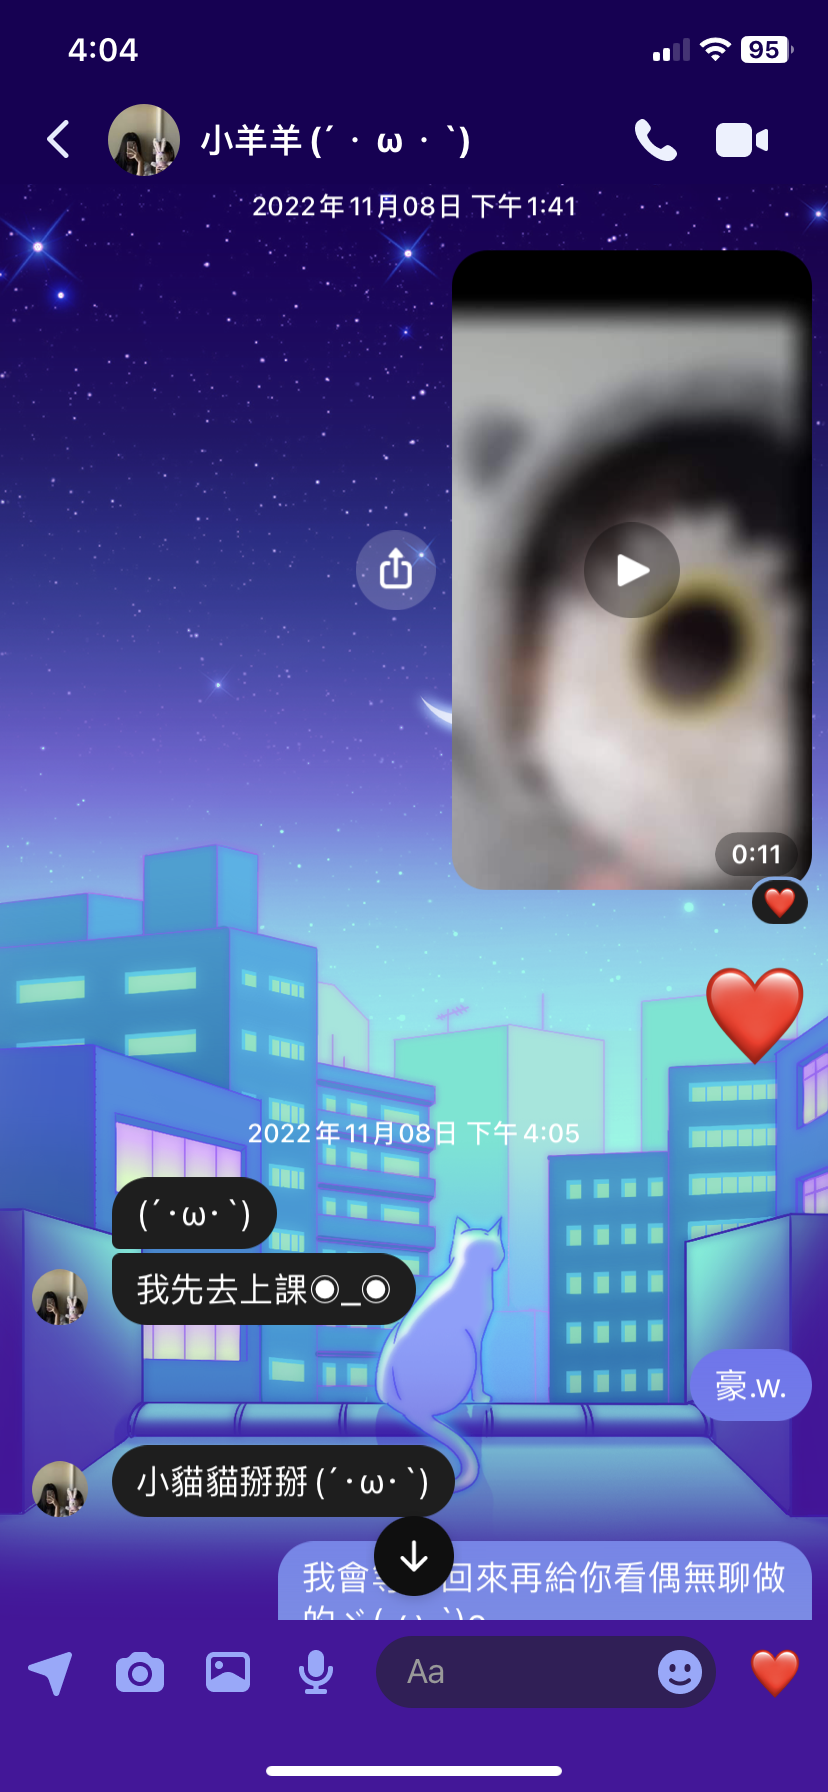 4:04
95
小羊羊 (´・ω・`)
2022年11月08日 下午1:41
0:11
2022年11月08日 下午4:05
(´･ω･`)
我先去上課◉_◉
豪.w.
小貓貓掰掰 (´･ω･`)
我會 回來再給你看偶無聊做
Aa